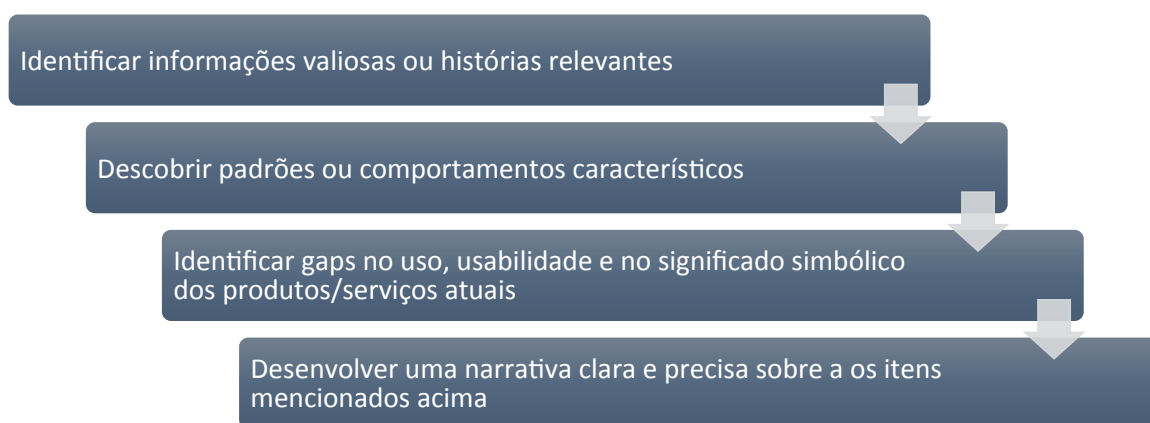 Identificar informações valiosas ou histórias relevantes
Descobrir padrões ou comportamentos característicos
Identificar gaps no uso, usabilidade e no significado simbólico
dos produtos/serviços atuais
Desenvolver uma narrativa clara e precisa sobre a os itens
mencionados acima